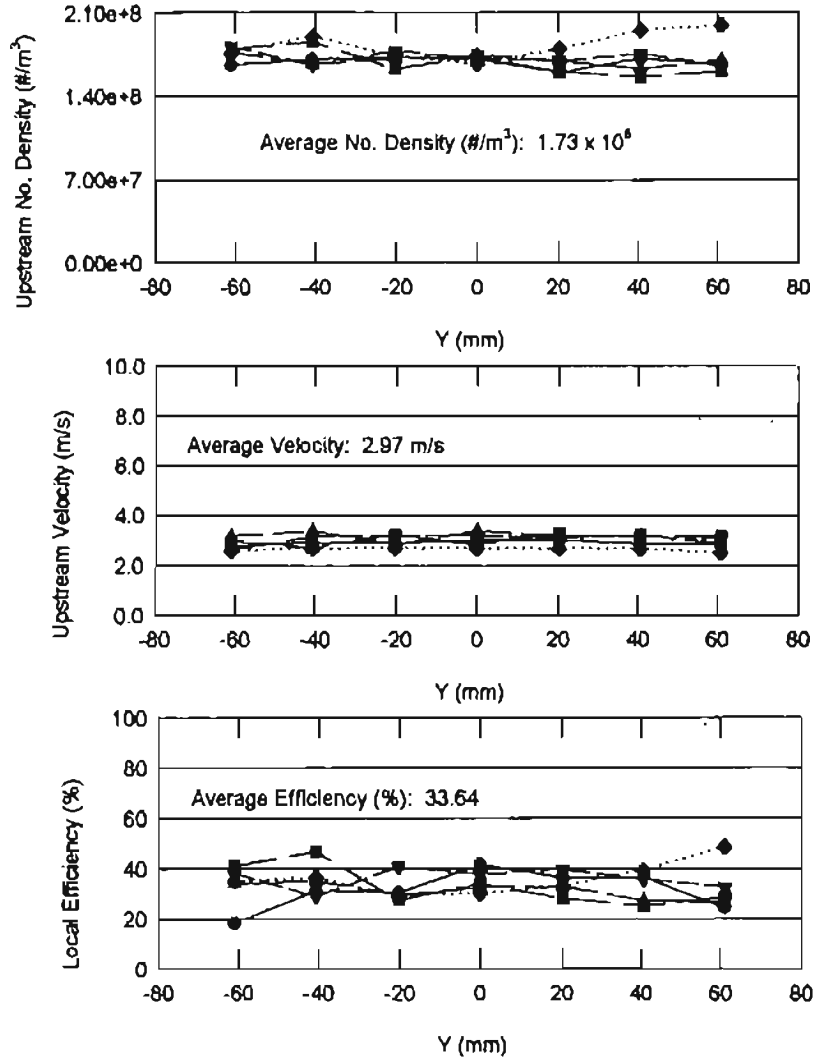 2.10e+8
1.40e+8
7.00e+7
0.00e+0
Upstream No. Density (#/m³)
Average No. Density (#/m³): 1.73 x 10⁸
-80 -60 -40 -20 0 20 40 60 80
Y (mm)
10.0
8.0
6.0
4.0
2.0
0.0
Upstream Velocity (m/s)
Average Velocity: 2.97 m/s
-80 -60 -40 -20 0 20 40 60 80
Y (mm)
100
80
60
40
20
0
Local Efficiency (%)
Average Efficiency (%): 33.64
-80 -60 -40 -20 0 20 40 60 80
Y (mm)